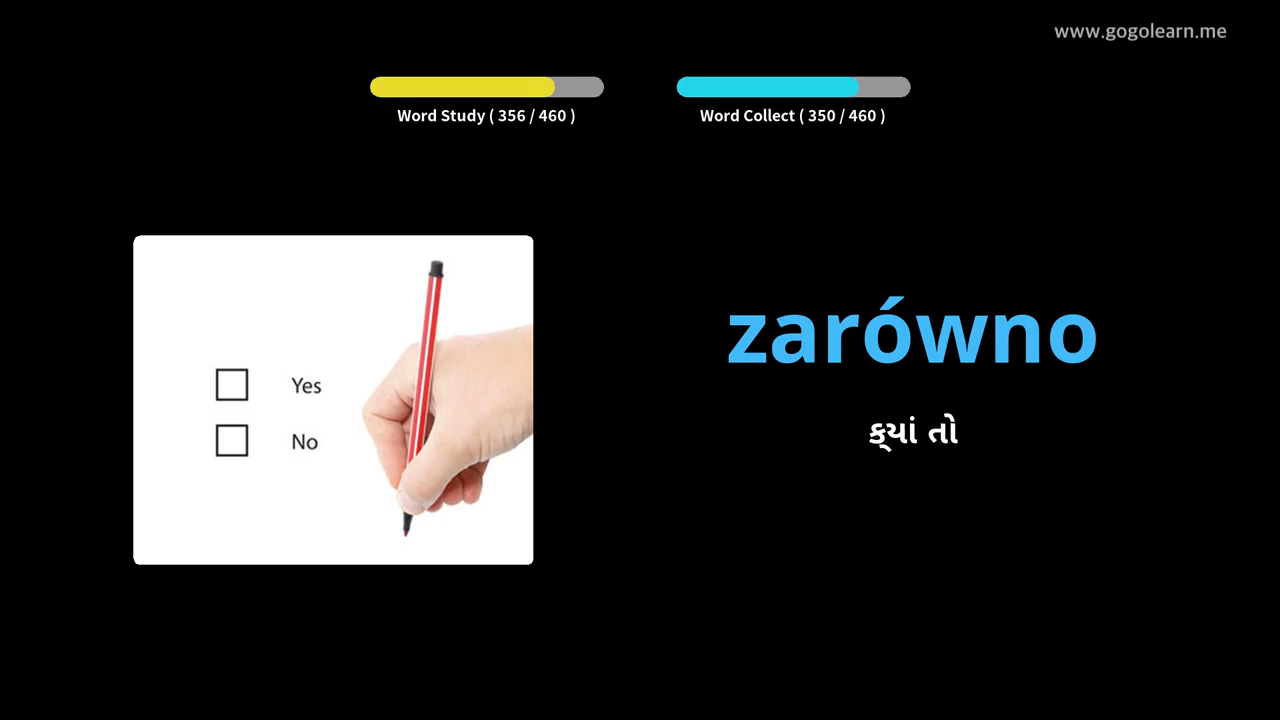 www.gogolearn.me
Word Study ( 356 / 460 )
Word Collect ( 350 / 460 )
Yes
No
zarówno
ક્યાં તો